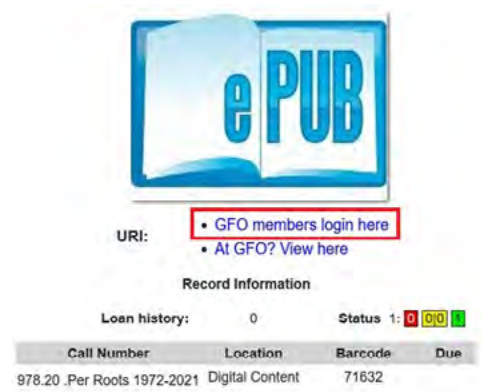 e PUB
URI:
• GFO members login here
• At GFO? View here
Record Information
Loan history: 0 Status 1: 0 0|0 1
Call Number Location Barcode Due
978.20 .Per Roots 1972-2021 Digital Content 71632